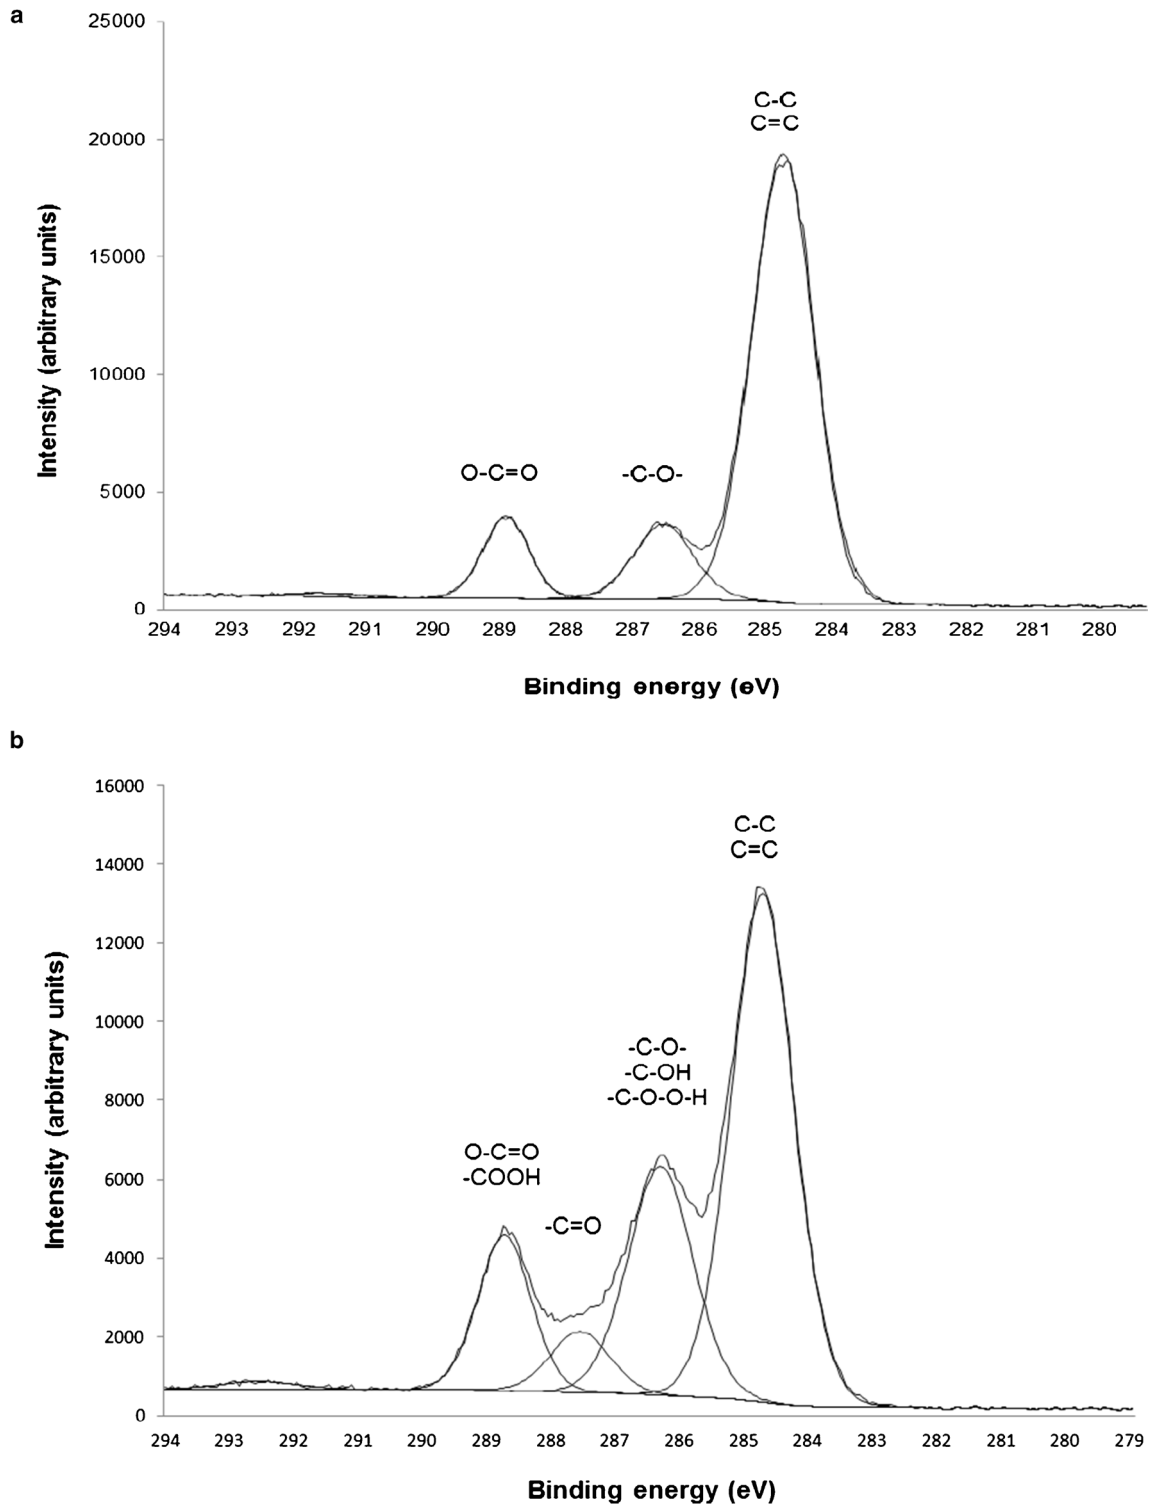 a
25000
20000
15000
10000
5000
0
Intensity (arbitrary units)
C-C
C=C
O-C=O
-C-O-
294 293 292 291 290 289 288 287 286 285 284 283 282 281 280
Binding energy (eV)
b
16000
14000
12000
10000
8000
6000
4000
2000
0
Intensity (arbitrary units)
C-C
C=C
-C-O-
-C-OH
-C-O-O-H
O-C=O
-COOH
-C=O
294 293 292 291 290 289 288 287 286 285 284 283 282 281 280 279
Binding energy (eV)